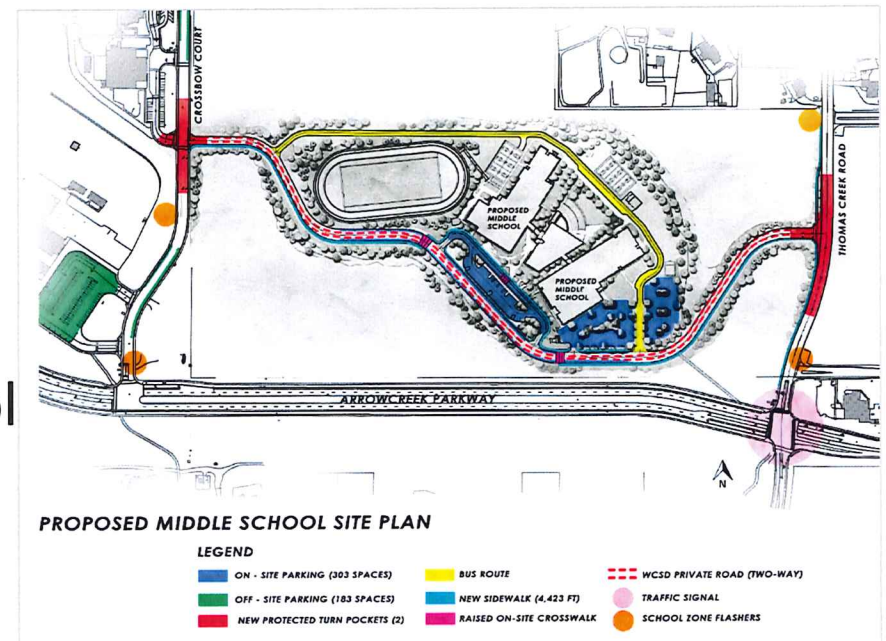 CROSSBOW COURT
THOMAS CREEK ROAD
PROPOSED
MIDDLE
SCHOOL
PROPOSED
MIDDLE
SCHOOL
ARROWCREEK PARKWAY
N
PROPOSED MIDDLE SCHOOL SITE PLAN
LEGEND
ON - SITE PARKING (303 SPACES)
OFF - SITE PARKING (183 SPACES)
NEW PROTECTED TURN POCKETS (2)
BUS ROUTE
NEW SIDEWALK (4,423 FT)
RAISED ON-SITE CROSSWALK
WCSD PRIVATE ROAD (TWO-WAY)
TRAFFIC SIGNAL
SCHOOL ZONE FLASHERS